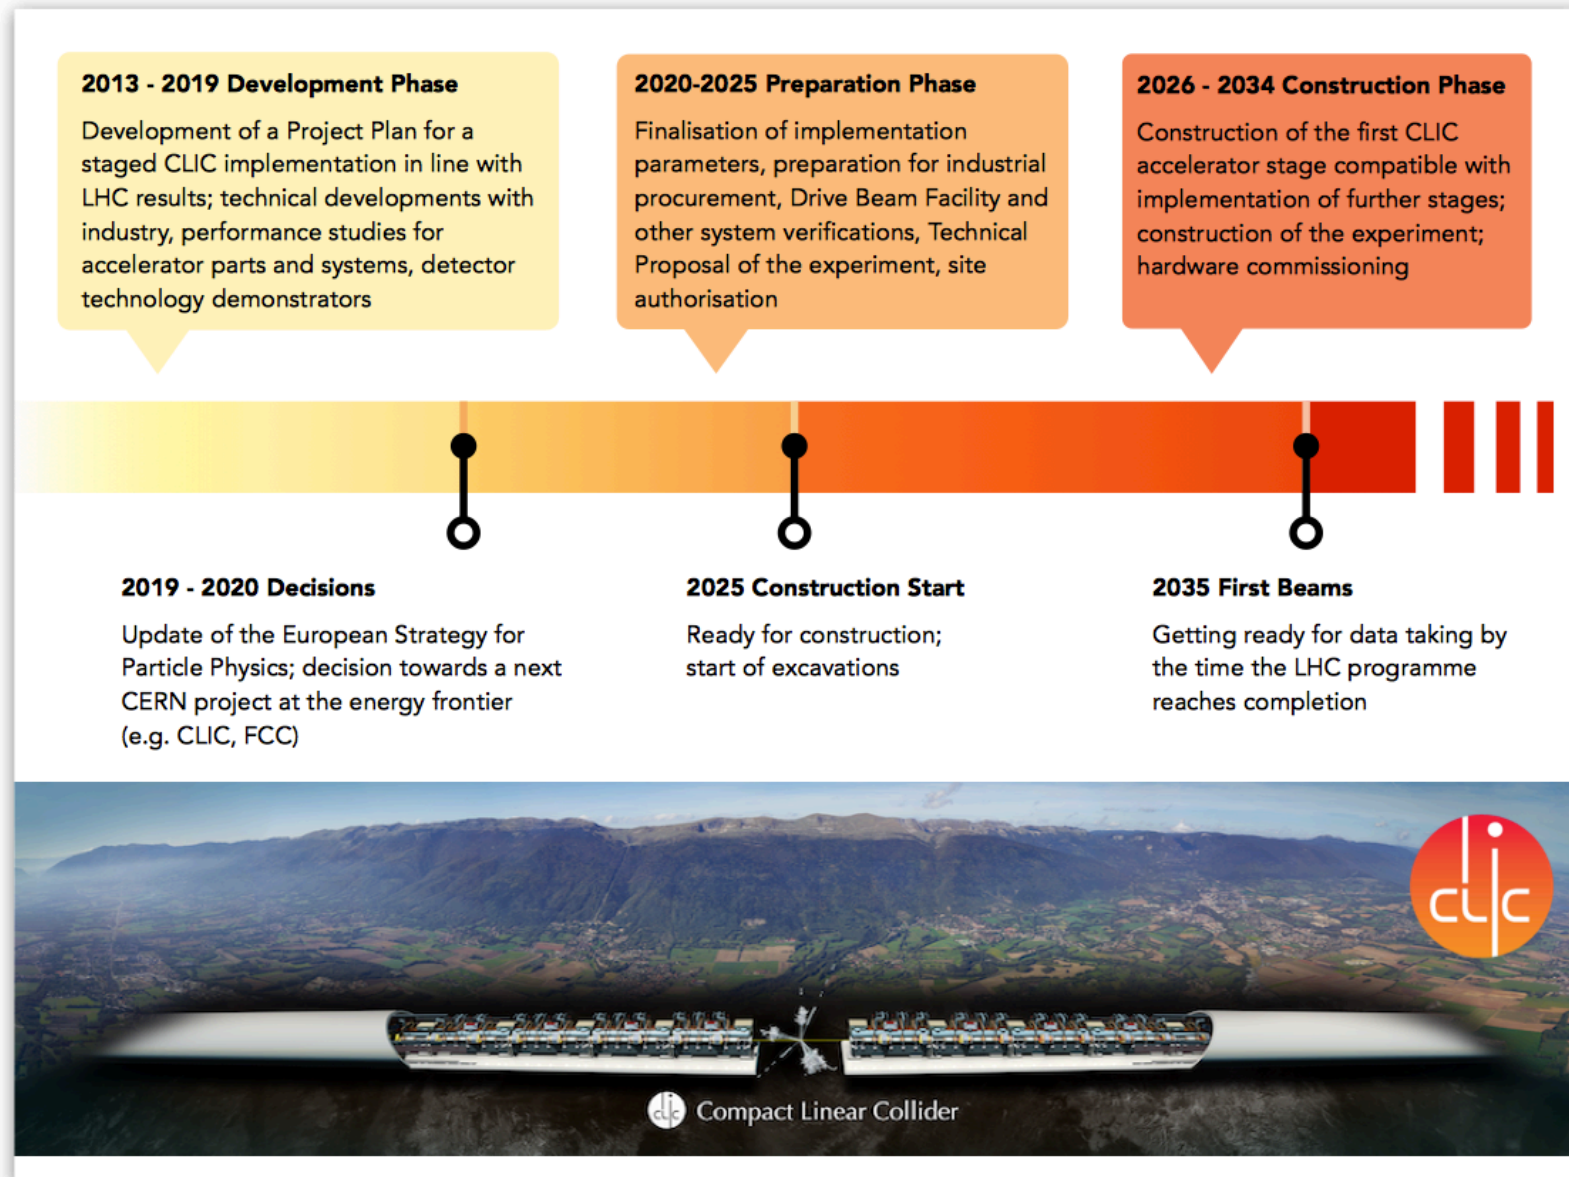 2013 - 2019 Development Phase
Development of a Project Plan for a
staged CLIC implementation in line with
LHC results; technical developments with
industry, performance studies for
accelerator parts and systems, detector
technology demonstrators
2020-2025 Preparation Phase
Finalisation of implementation
parameters, preparation for industrial
procurement, Drive Beam Facility and
other system verifications, Technical
Proposal of the experiment, site
authorisation
2026 - 2034 Construction Phase
Construction of the first CLIC
accelerator stage compatible with
implementation of further stages;
construction of the experiment;
hardware commissioning
2019 - 2020 Decisions
Update of the European Strategy for
Particle Physics; decision towards a next
CERN project at the energy frontier
(e.g. CLIC, FCC)
2025 Construction Start
Ready for construction;
start of excavations
2035 First Beams
Getting ready for data taking by
the time the LHC programme
reaches completion
clic
clic Compact Linear Collider